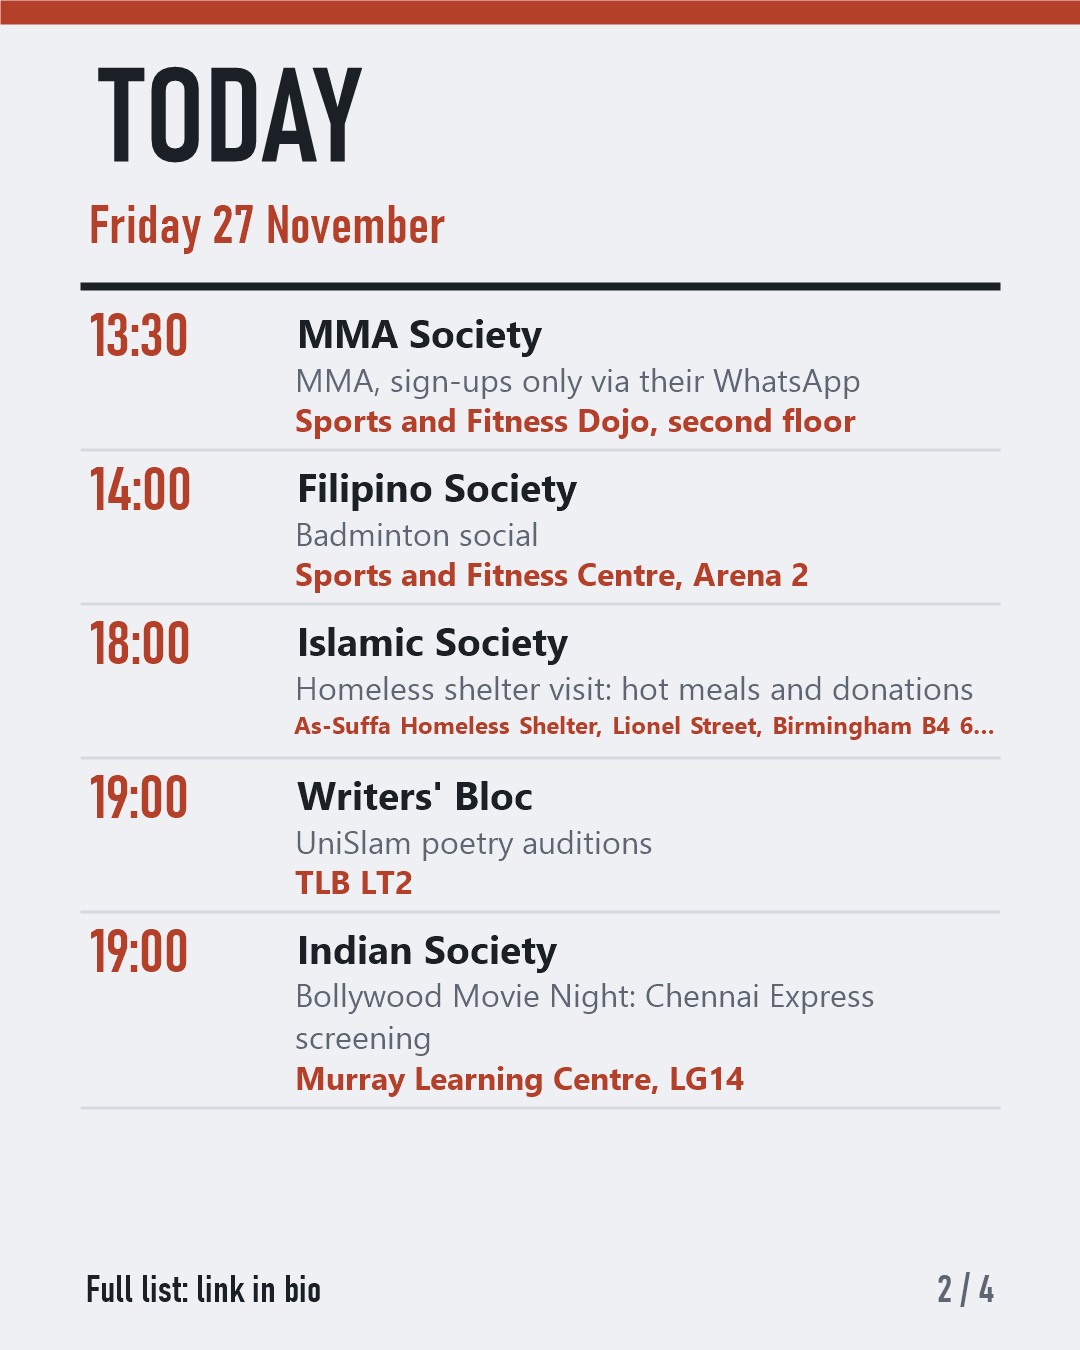 TODAY
Friday 27 November
13:30
MMA Society
MMA, sign-ups only via their WhatsApp
Sports and Fitness Dojo, second floor
14:00
Filipino Society
Badminton social
Sports and Fitness Centre, Arena 2
18:00
Islamic Society
Homeless shelter visit: hot meals and donations
As-Suffa Homeless Shelter, Lionel Street, Birmingham B4 6...
19:00
Writers' Bloc
UniSlam poetry auditions
TLB LT2
19:00
Indian Society
Bollywood Movie Night: Chennai Express
screening
Murray Learning Centre, LG14
Full list: link in bio
2 / 4